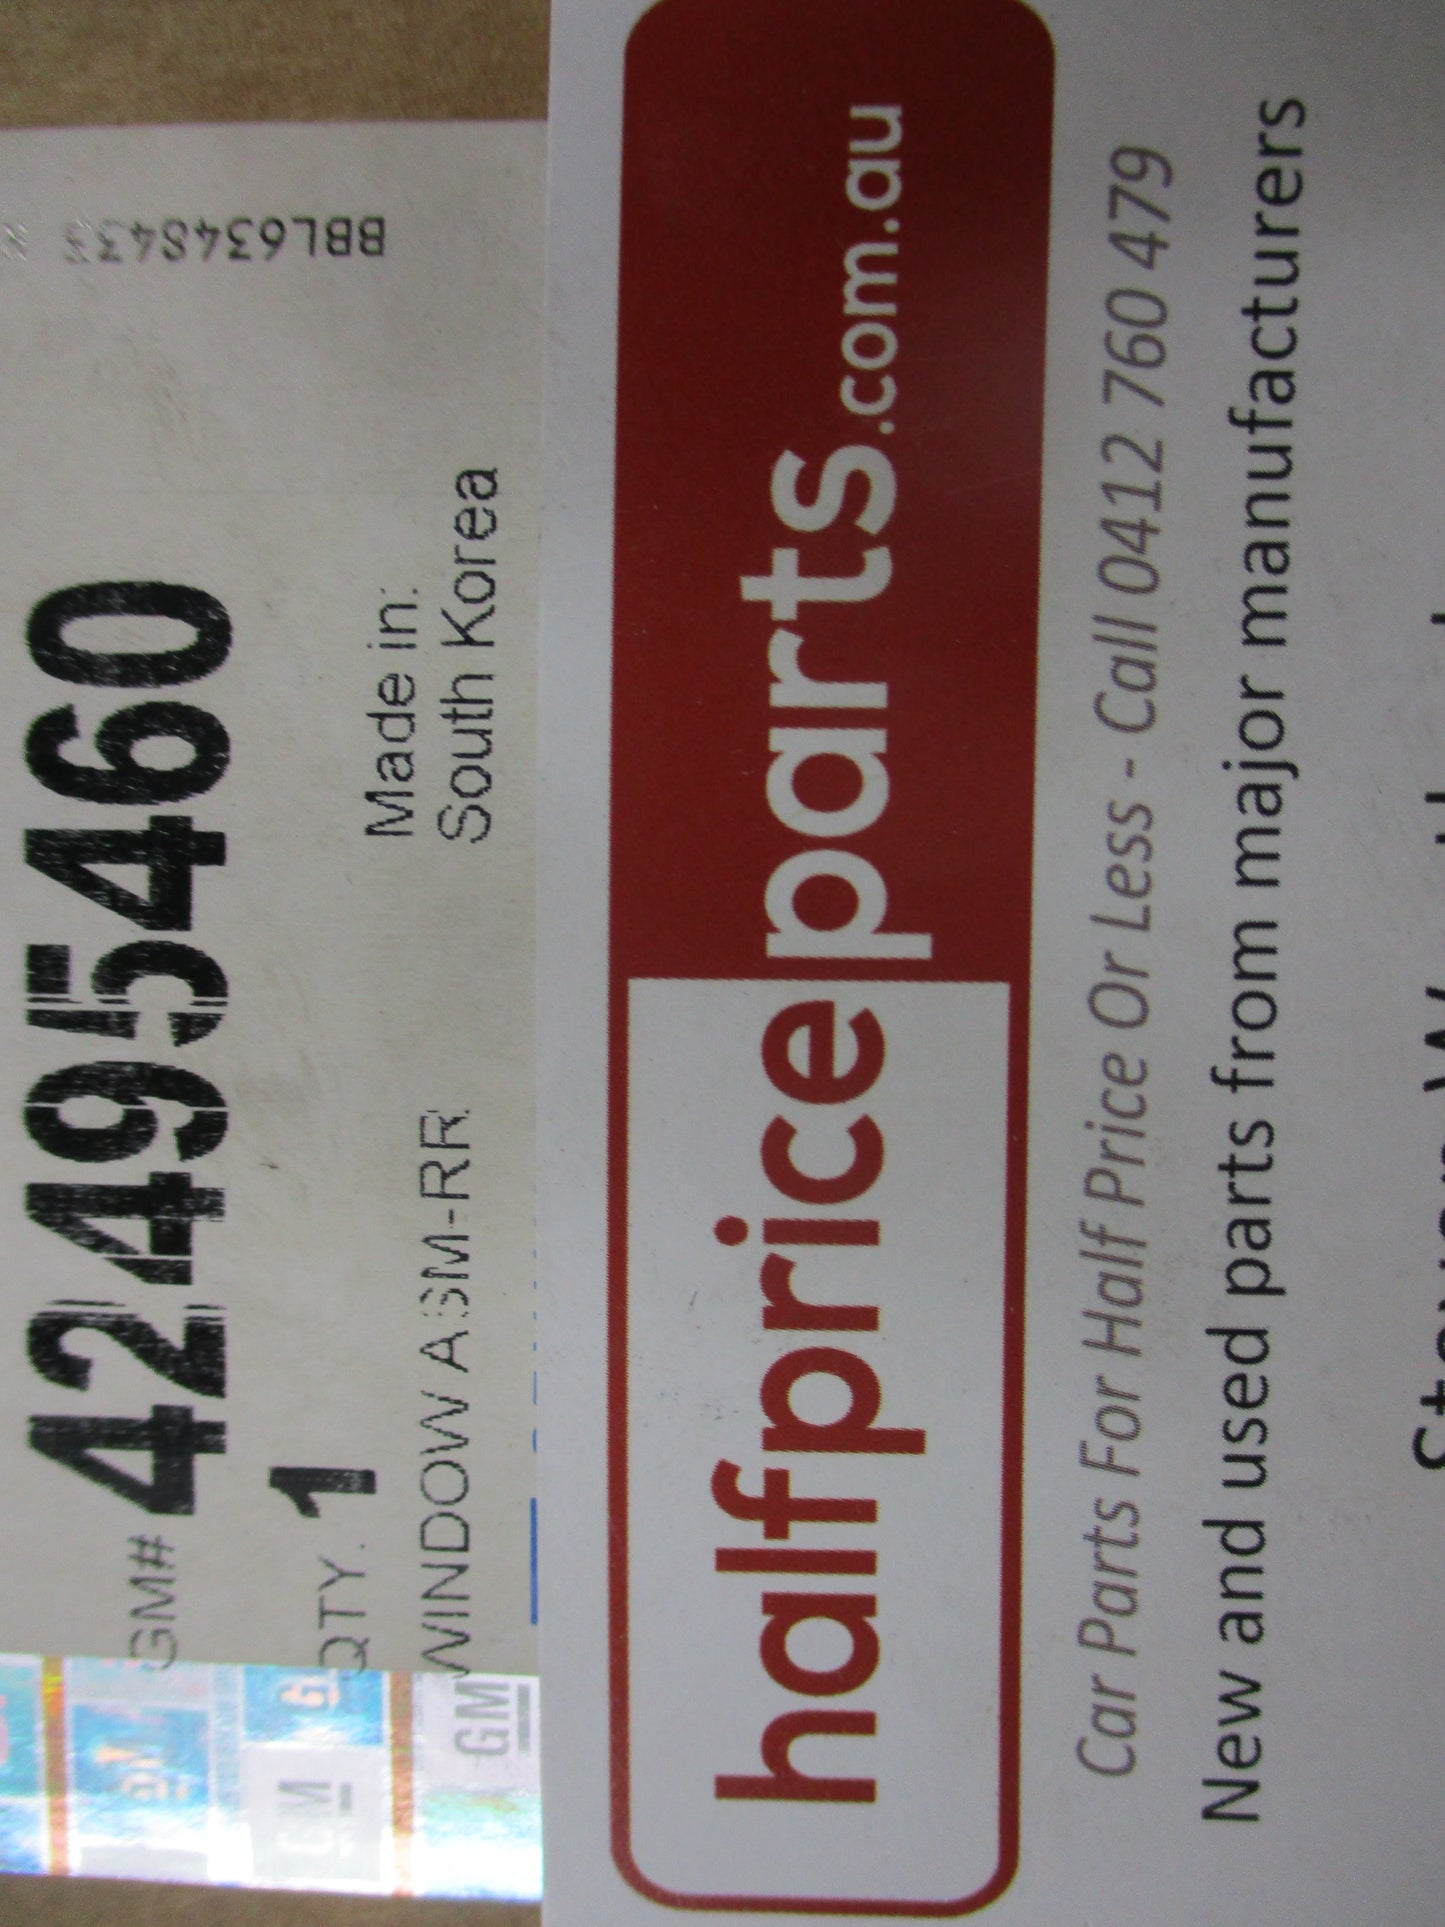 GM# 42495460
QTY. 1
WINDOW ASM-RR
Made in:
South Korea
BBL6348433
GM
GM
halfpriceparts.com.au
Car Parts For Half Price Or Less - Call 0412 760 479
New and used parts from major manufacturers